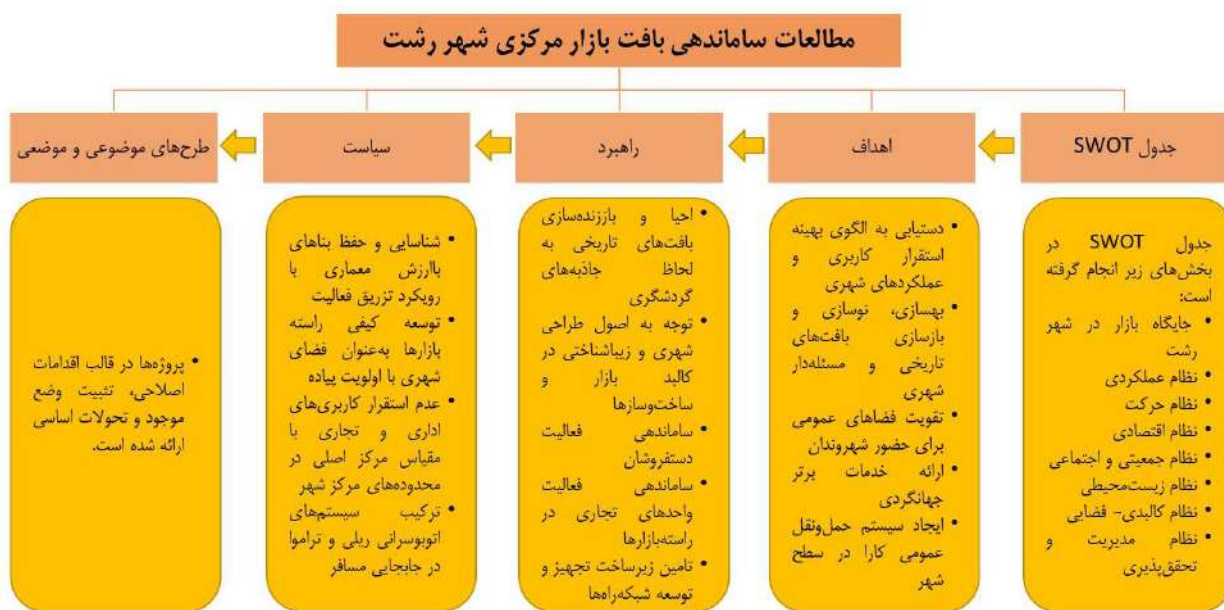 مطالعات ساماندهی بافت بازار مرکزی شهر رشت
جدول SWOT
اهداف
راهبرد
سیاست
طرح‌های موضوعی و موضعی
جدول SWOT در
بخش‌های زیر انجام گرفته
است:
• جایگاه بازار در شهر
رشت
• نظام عملکردی
• نظام حرکت
• نظام اقتصادی
• نظام جمعیتی و اجتماعی
• نظام زیست‌محیطی
• نظام کالبدی- فضایی
• نظام مدیریت و
تحقق‌پذیری
• دستیابی به الگوی بهینه
استقرار کاربری و
عملکردهای شهری
• بهسازی، نوسازی و
بازسازی بافت‌های
تاریخی و مسئله‌دار
شهری
• تقویت فضاهای عمومی
برای حضور شهروندان
• ارائه خدمات برتر
جهانگردی
• ایجاد سیستم حمل‌ونقل
عمومی کارا در سطح
شهر
• احیا و باززنده‌سازی
بافت‌های تاریخی به
لحاظ جاذبه‌های
گردشگری
• توجه به اصول طراحی
شهری و زیباشناختی در
کالبد بازار و
ساخت‌وسازها
• ساماندهی فعالیت
دستفروشان
• ساماندهی فعالیت
واحدهای تجاری در
راسته‌بازارها
• تامین زیرساخت تجهیز و
توسعه شبکه‌راه‌ها
• شناسایی و حفظ بناهای
باارزش معماری با
رویکرد تزریق فعالیت
• توسعه کیفی راسته
بازارها به‌عنوان فضای
شهری با اولویت پیاده
• عدم استقرار کاربری‌های
اداری و تجاری با
مقیاس مرکز اصلی در
محدوده‌های مرکز شهر
• ترکیب سیستم‌های
اتوبوسرانی ریلی و تراموا
در جابجایی مسافر
• پروژه‌ها در قالب اقدامات
اصلاحی، تثبیت وضع
موجود و تحولات اساسی
ارائه شده است.